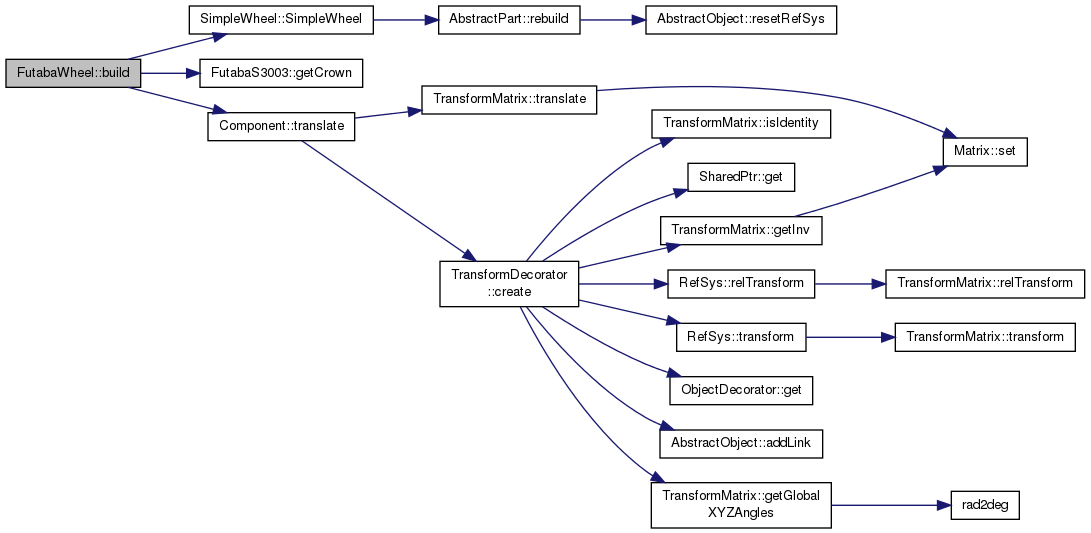 SimpleWheel::SimpleWheel
AbstractPart::rebuild
AbstractObject::resetRefSys
FutabaWheel::build
FutabaS3003::getCrown
TransformMatrix::translate
Component::translate
TransformMatrix::isIdentity
Matrix::set
SharedPtr::get
TransformMatrix::getInv
TransformDecorator
::create
RefSys::relTransform
TransformMatrix::relTransform
RefSys::transform
TransformMatrix::transform
ObjectDecorator::get
AbstractObject::addLink
TransformMatrix::getGlobal
XYZAngles
rad2deg